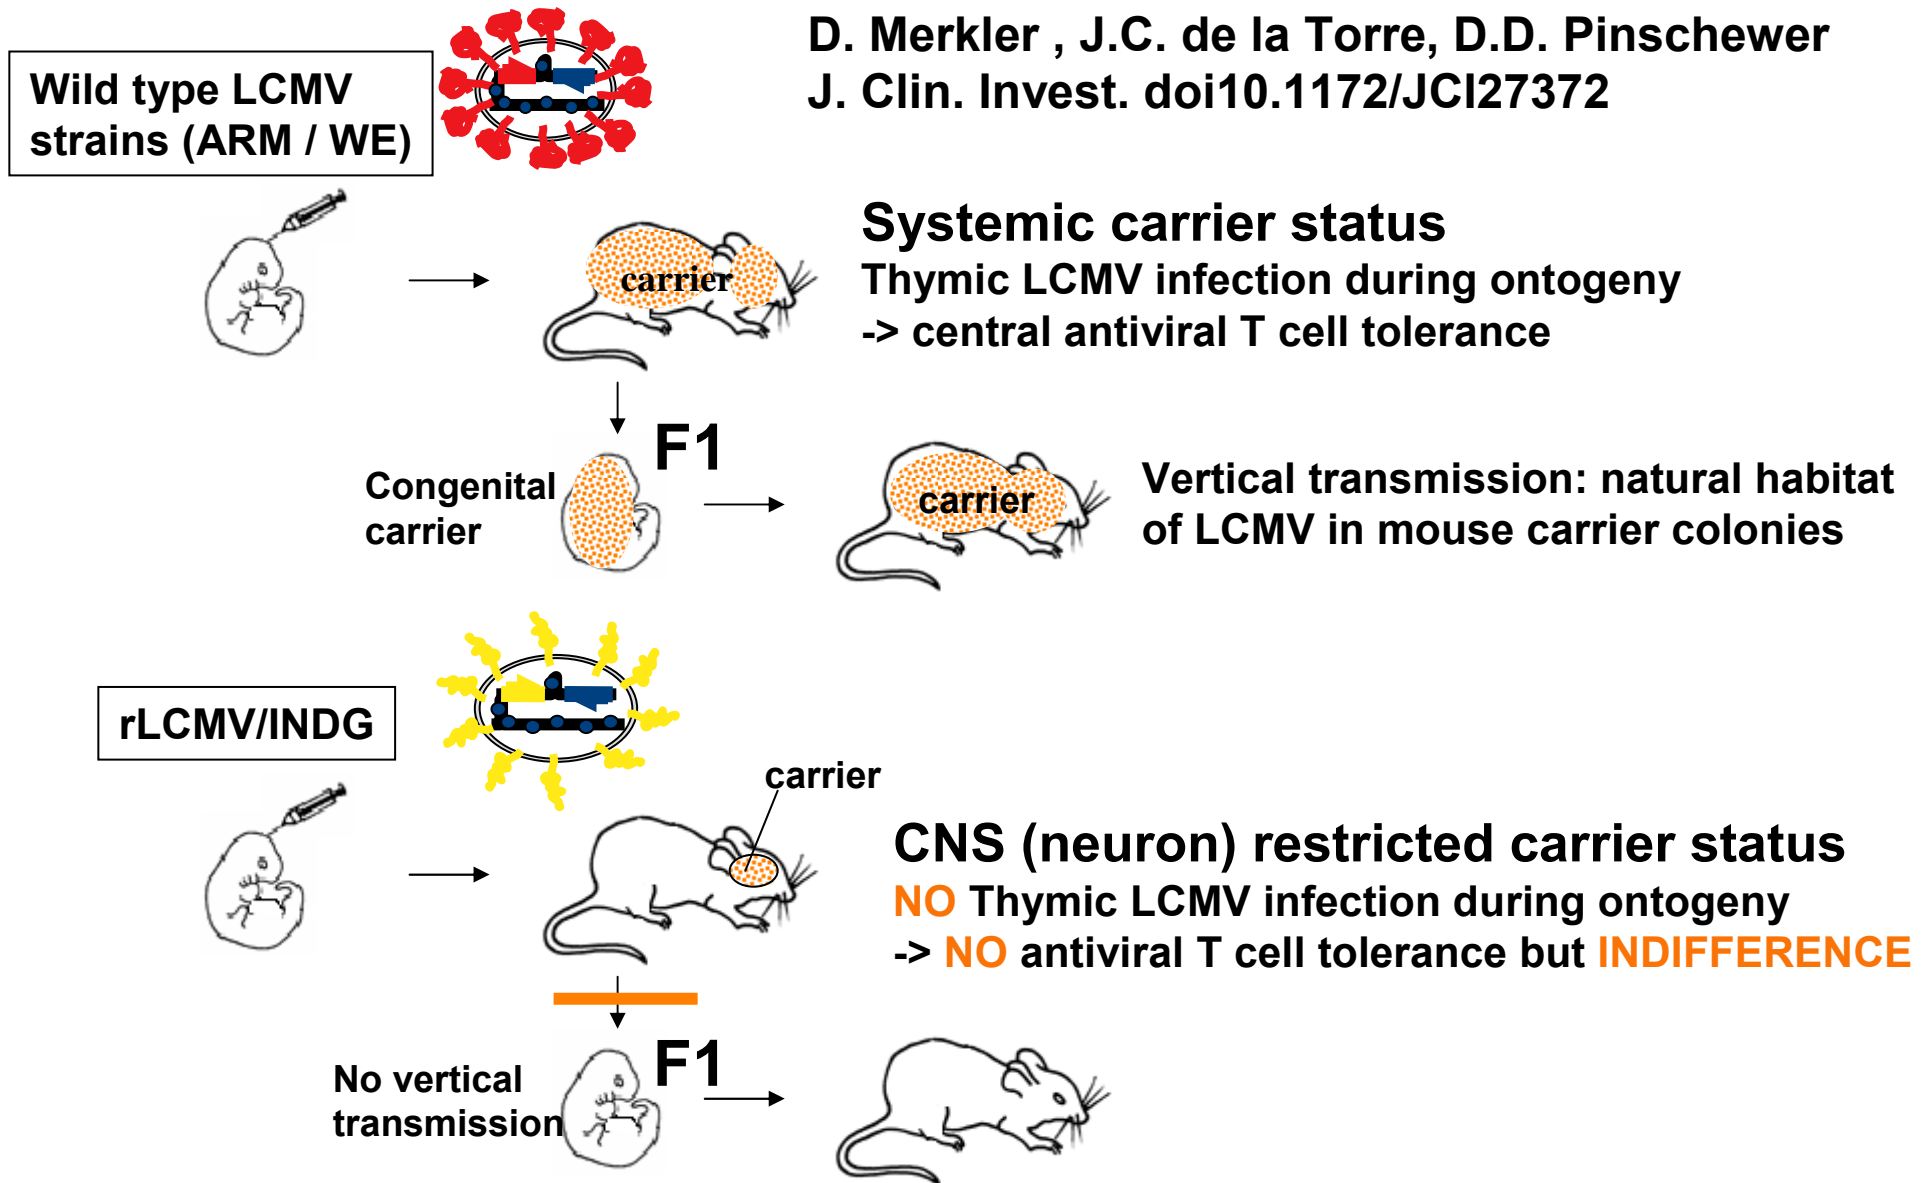 D. Merkler , J.C. de la Torre, D.D. Pinschewer
J. Clin. Invest. doi10.1172/JCI27372
Wild type LCMV
strains (ARM / WE)
Systemic carrier status
Thymic LCMV infection during ontogeny
-> central antiviral T cell tolerance
carrier
F1
Congenital
carrier
carrier
Vertical transmission: natural habitat
of LCMV in mouse carrier colonies
rLCMV/INDG
carrier
CNS (neuron) restricted carrier status
NO Thymic LCMV infection during ontogeny
-> NO antiviral T cell tolerance but INDIFFERENCE
F1
No vertical
transmission